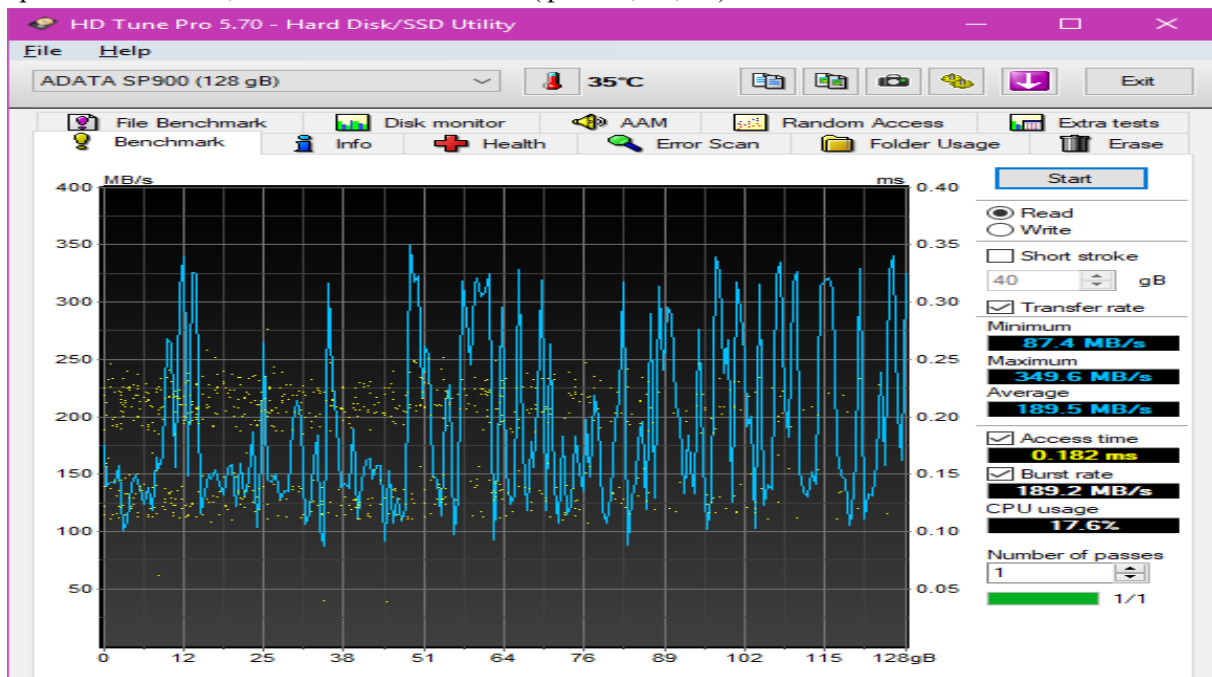 HD Tune Pro 5.70 - Hard Disk/SSD Utility
File Help
ADATA SP900 (128 gB) 35°C Exit
File Benchmark Disk monitor AAM Random Access Extra tests
Benchmark Info Health Error Scan Folder Usage Erase
MB/s ms
400 0.40
350 0.35
300 0.30
250 0.25
200 0.20
150 0.15
100 0.10
50 0.05
0 12 25 38 51 64 76 89 102 115 128gB
Start
Read
Write
Short stroke
40 gB
Transfer rate
Minimum
87.4 MB/s
Maximum
349.6 MB/s
Average
189.5 MB/s
Access time
0.182 ms
Burst rate
189.2 MB/s
CPU usage
17.6%
Number of passes
1
1/1